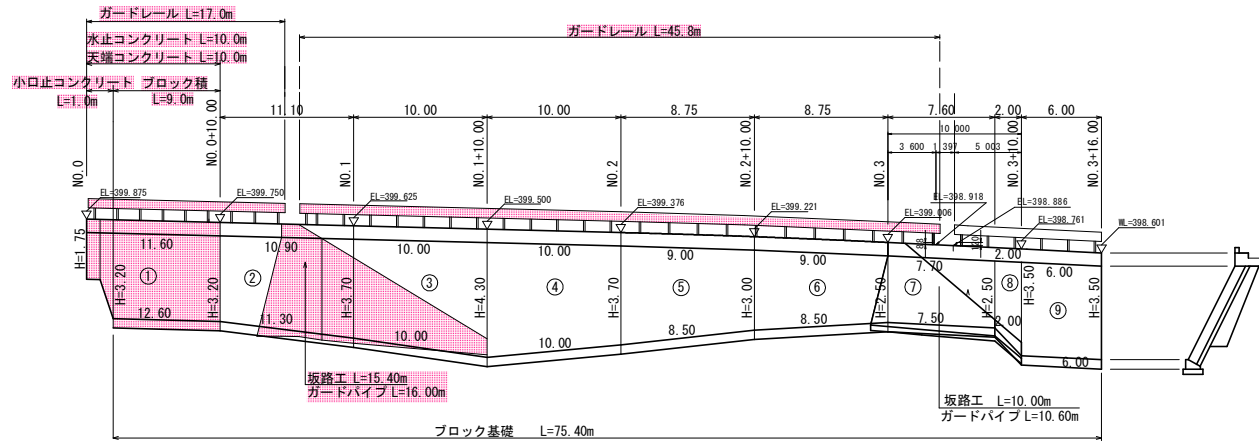 ガードレール L=17.0m
ガードレール L=45.8m
水止コンクリート L=10.0m
天端コンクリート L=10.0m
小口止コンクリート ブロック積
L=1.0m L=9.0m
11.10 10.00 10.00 8.75 8.75 7.60 2.00 6.00
10 000
3 600 1 397 5 003
NO.0 NO.0+10.00 NO.1 NO.1+10.00 NO.2 NO.2+10.00 NO.3 NO.3+10.00 NO.3+16.00
EL=399.875 EL=399.750 EL=399.625 EL=399.500 EL=399.376 EL=399.221 EL=399.006 EL=398.918 EL=398.886 EL=398.761 WL=398.601
11.60 10.90 10.00 10.00 9.00 9.00 7.70 2.00 6.00
H=1.75 H=3.20 H=3.20 H=3.70 H=4.30 H=3.70 H=3.00 H=2.50 H=2.50 H=3.50 H=3.50
① ② ③ ④ ⑤ ⑥ ⑦ ⑧ ⑨
12.60 11.30 10.00 10.00 8.50 8.50 7.50 2.00 6.00
坂路工 L=15.40m
ガードパイプ L=16.00m
坂路工 L=10.00m
ガードパイプ L=10.60m
ブロック基礎 L=75.40m